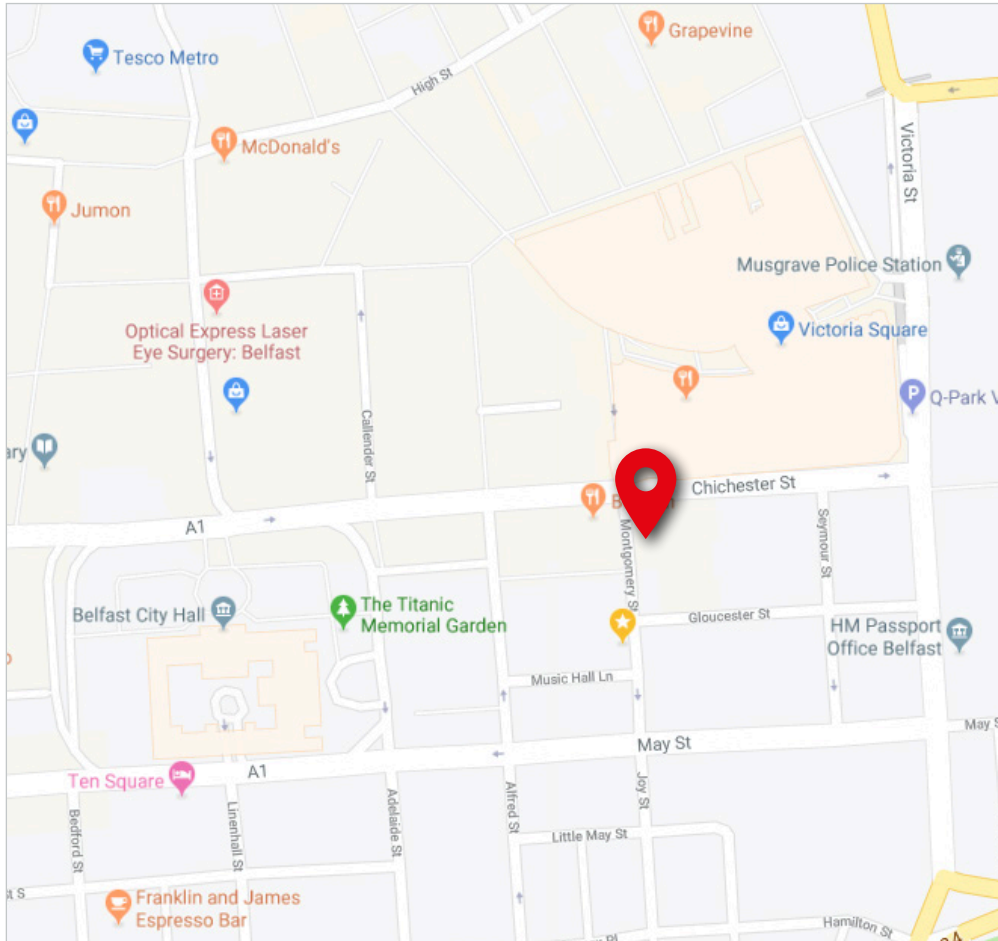 Grapevine
Tesco Metro
High St
McDonald's
Victoria St
Jumon
Musgrave Police Station
Optical Express Laser
Eye Surgery: Belfast
Victoria Square
P
Q-Park V
Callender St
ary
Chichester St
A1
Montgomery St
Seymour St
The Titanic
Memorial Garden
Belfast City Hall
Gloucester St
HM Passport
Office Belfast
Music Hall Ln
May St
May S
A1
Ten Square
Joy St
Bedford St
Linenhall St
Adelaide St
Alfred St
Little May St
Franklin and James
Espresso Bar
Hamilton St